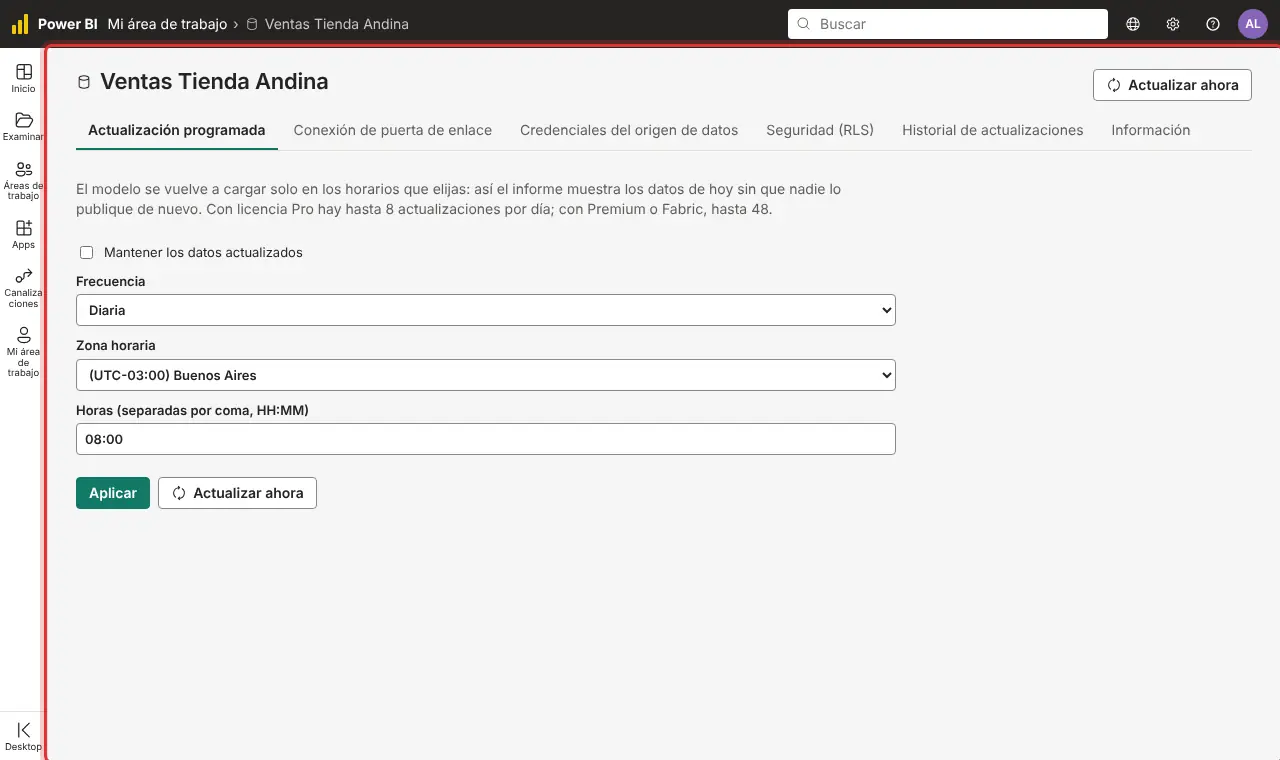 Power BI Mi área de trabajo › Ventas Tienda Andina
Buscar
AL
Inicio
Examinar
Áreas de
trabajo
Apps
Canaliza
ciones
Mi área
de
trabajo
Desktop
Ventas Tienda Andina
Actualizar ahora
Actualización programada Conexión de puerta de enlace Credenciales del origen de datos Seguridad (RLS) Historial de actualizaciones Información
El modelo se vuelve a cargar solo en los horarios que elijas: así el informe muestra los datos de hoy sin que nadie lo
publique de nuevo. Con licencia Pro hay hasta 8 actualizaciones por día; con Premium o Fabric, hasta 48.
Mantener los datos actualizados
Frecuencia
Diaria
Zona horaria
(UTC-03:00) Buenos Aires
Horas (separadas por coma, HH:MM)
08:00
Aplicar
Actualizar ahora